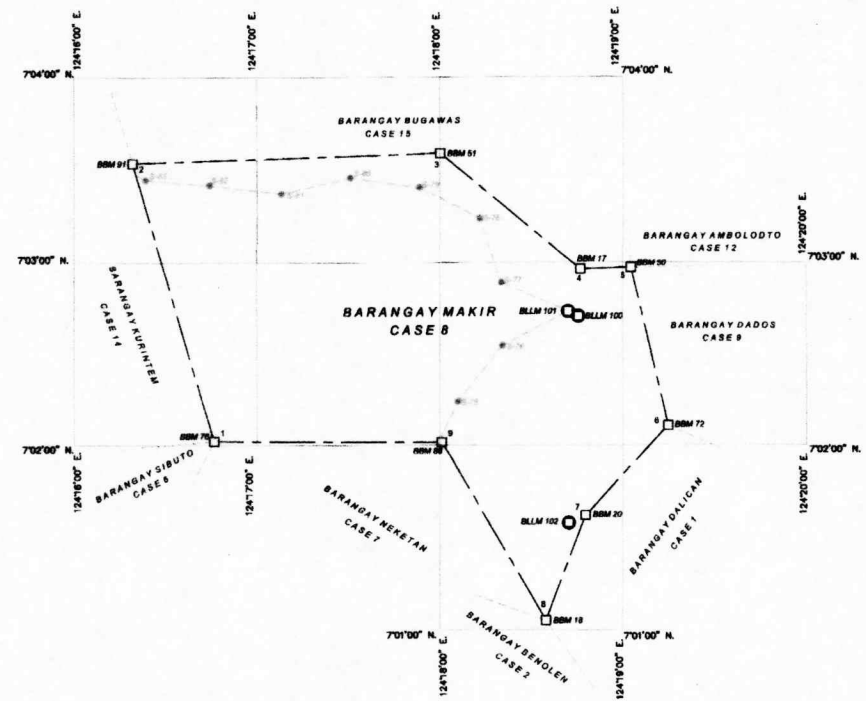 124°16'00" E.
124°17'00" E.
124°18'00" E.
124°19'00" E.
7°04'00" N.
7°04'00" N.
BARANGAY BUGAWAS
CASE 15
BBM 91
2
BBM 51
3
BARANGAY AMBOLODTO
CASE 12
124°20'00" E.
7°03'00" N.
7°03'00" N.
BBM 17
4
5
BBM 50
BARANGAY KURINTEM
CASE 14
BARANGAY MAKIR
CASE 8
BLLM 101
BLLM 100
BARANGAY DADOS
CASE 9
6
BBM 72
BBM 75
1
9
7°02'00" N.
7°02'00" N.
BARANGAY SIBUTO
CASE 6
124°16'00" E.
124°17'00" E.
124°20'00" E.
BARANGAY NEKETAN
CASE 7
BLLM 102
7
BBM 20
BARANGAY DALICAN
CASE 1
8
BBM 18
BARANGAY BENOLEN
CASE 2
7°01'00" N.
7°01'00" N.
124°18'00" E.
124°19'00" E.